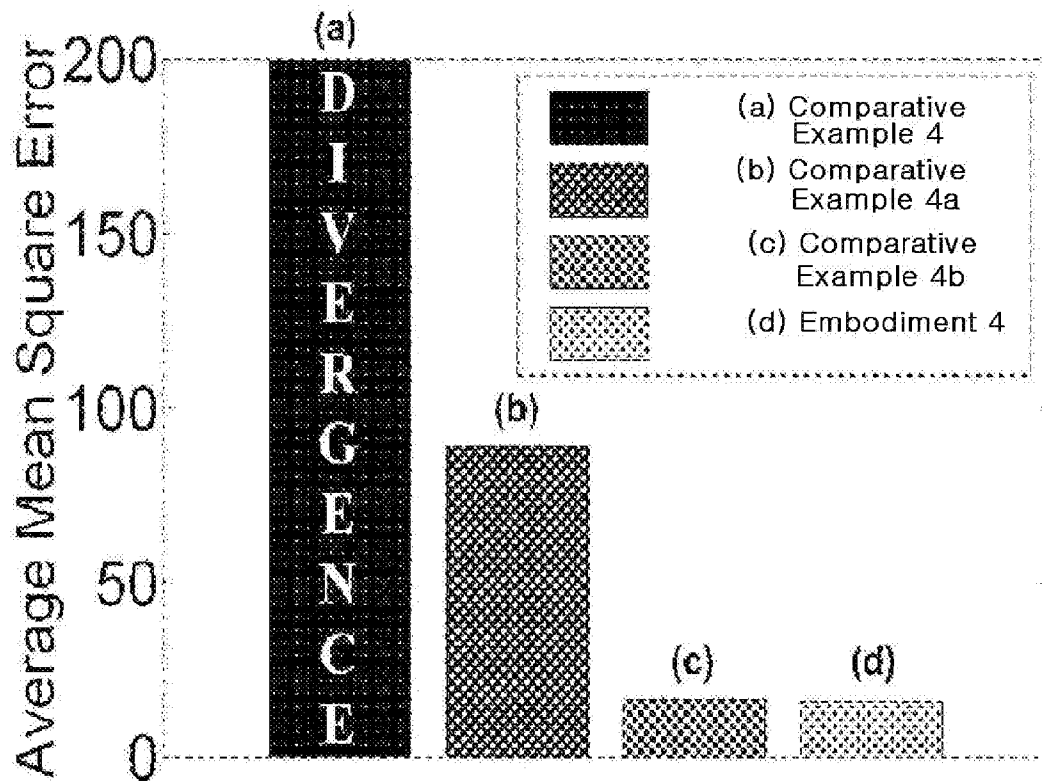 Average Mean Square Error
200
150
100
50
0
(a)
DIVERGENCE
(b)
(c)
(d)
(a) Comparative
Example 4
(b) Comparative
Example 4a
(c) Comparative
Example 4b
(d) Embodiment 4